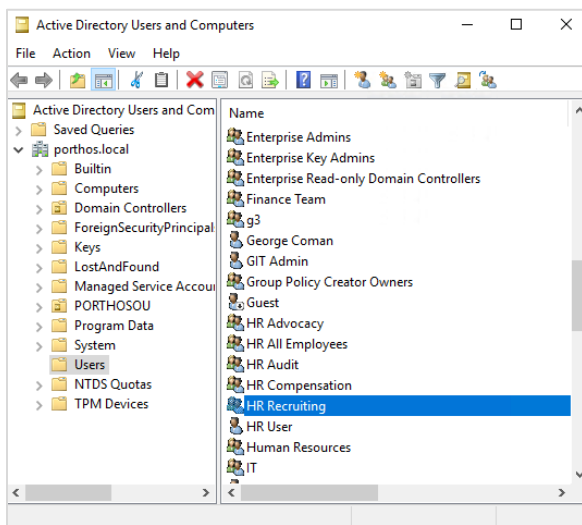 Active Directory Users and Computers
File Action View Help
Active Directory Users and Com
Saved Queries
porthos.local
Builtin
Computers
Domain Controllers
ForeignSecurityPrincipal
Keys
LostAndFound
Managed Service Accou
PORTHOSOU
Program Data
System
Users
NTDS Quotas
TPM Devices
Name
Enterprise Admins
Enterprise Key Admins
Enterprise Read-only Domain Controllers
Finance Team
g3
George Coman
GIT Admin
Group Policy Creator Owners
Guest
HR Advocacy
HR All Employees
HR Audit
HR Compensation
HR Recruiting
HR User
Human Resources
IT